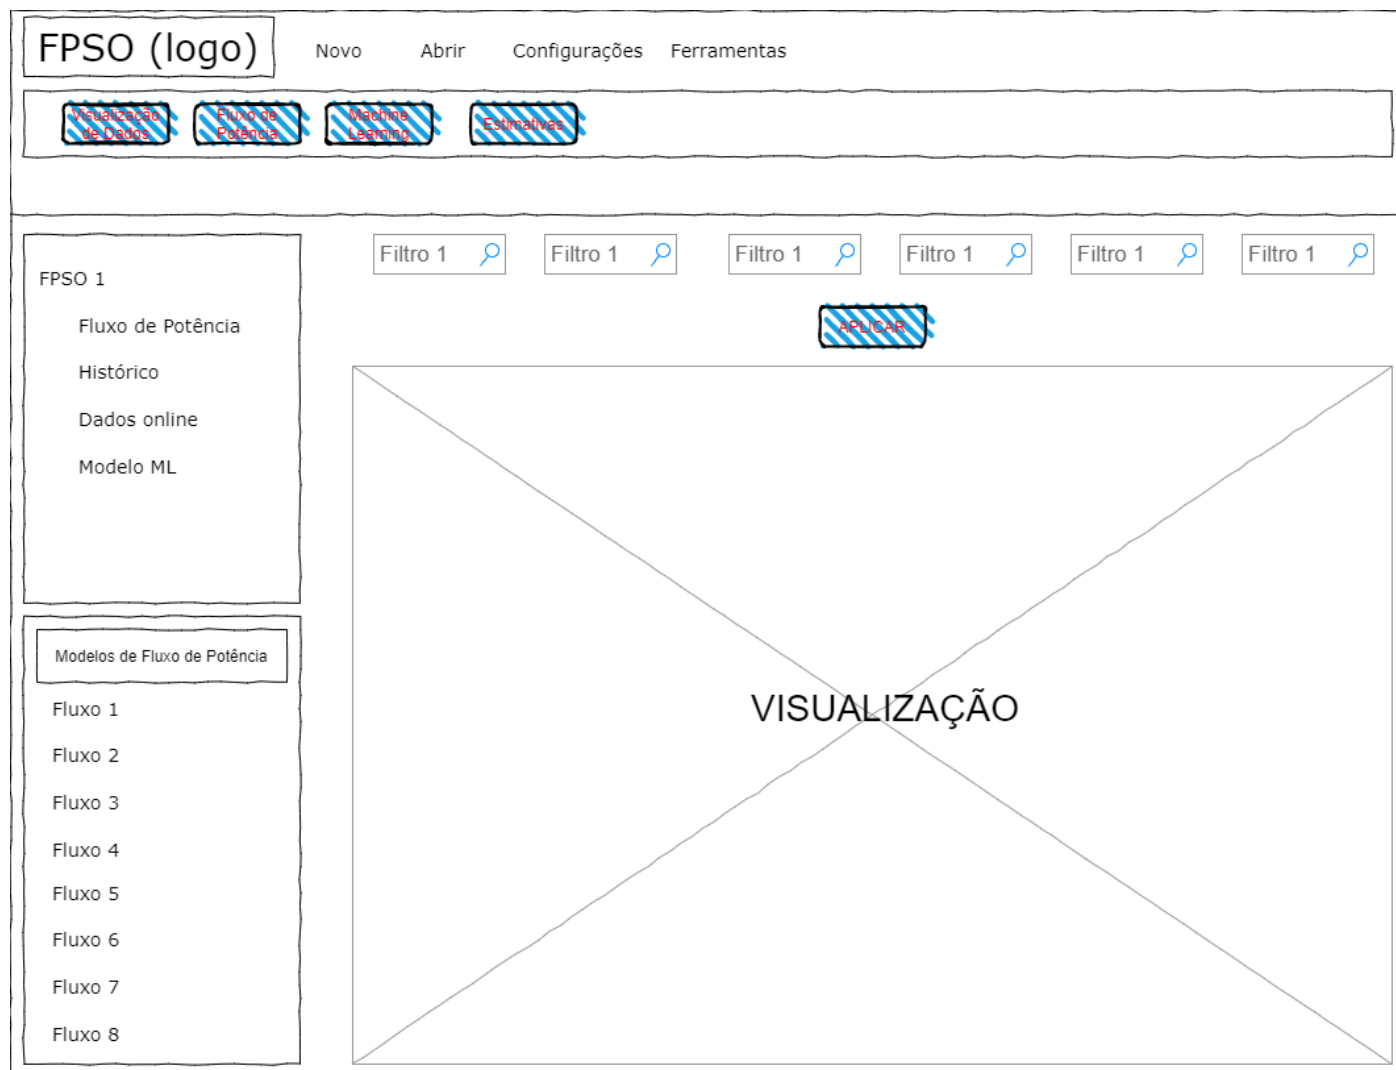 FPSO (logo)
Novo
Abrir
Configurações
Ferramentas
Visualização
de Dados
Fluxo de
Potência
Machine
Learning
Estimativas
FPSO 1
Fluxo de Potência
Histórico
Dados online
Modelo ML
Modelos de Fluxo de Potência
Fluxo 1
Fluxo 2
Fluxo 3
Fluxo 4
Fluxo 5
Fluxo 6
Fluxo 7
Fluxo 8
Filtro 1
Filtro 1
Filtro 1
Filtro 1
Filtro 1
Filtro 1
APLICAR
VISUALIZAÇÃO